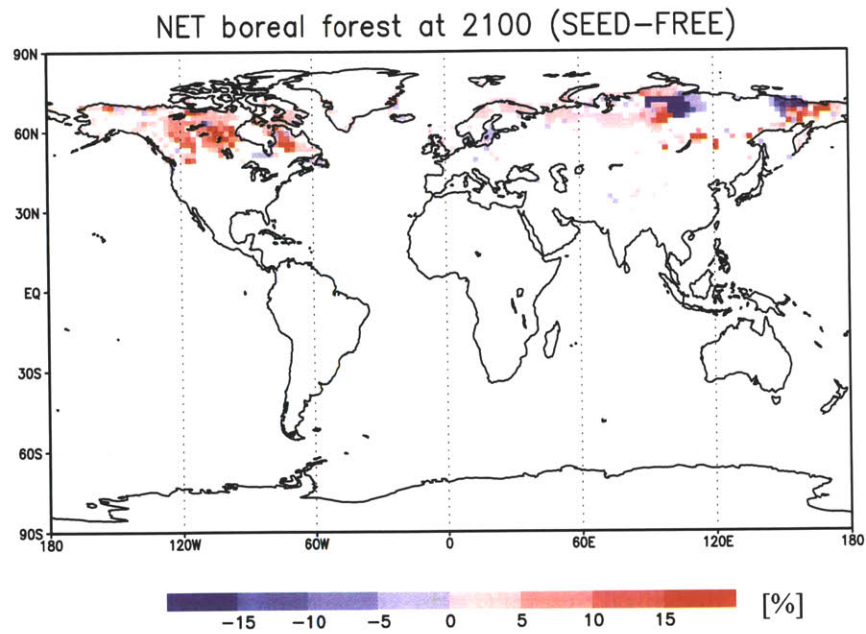 NET boreal forest at 2100 (SEED−FREE)
90N
60N
30N
EQ
30S
60S
90S
180 120W 60W 0 60E 120E 180
−15 −10 −5 0 5 10 15 [%]